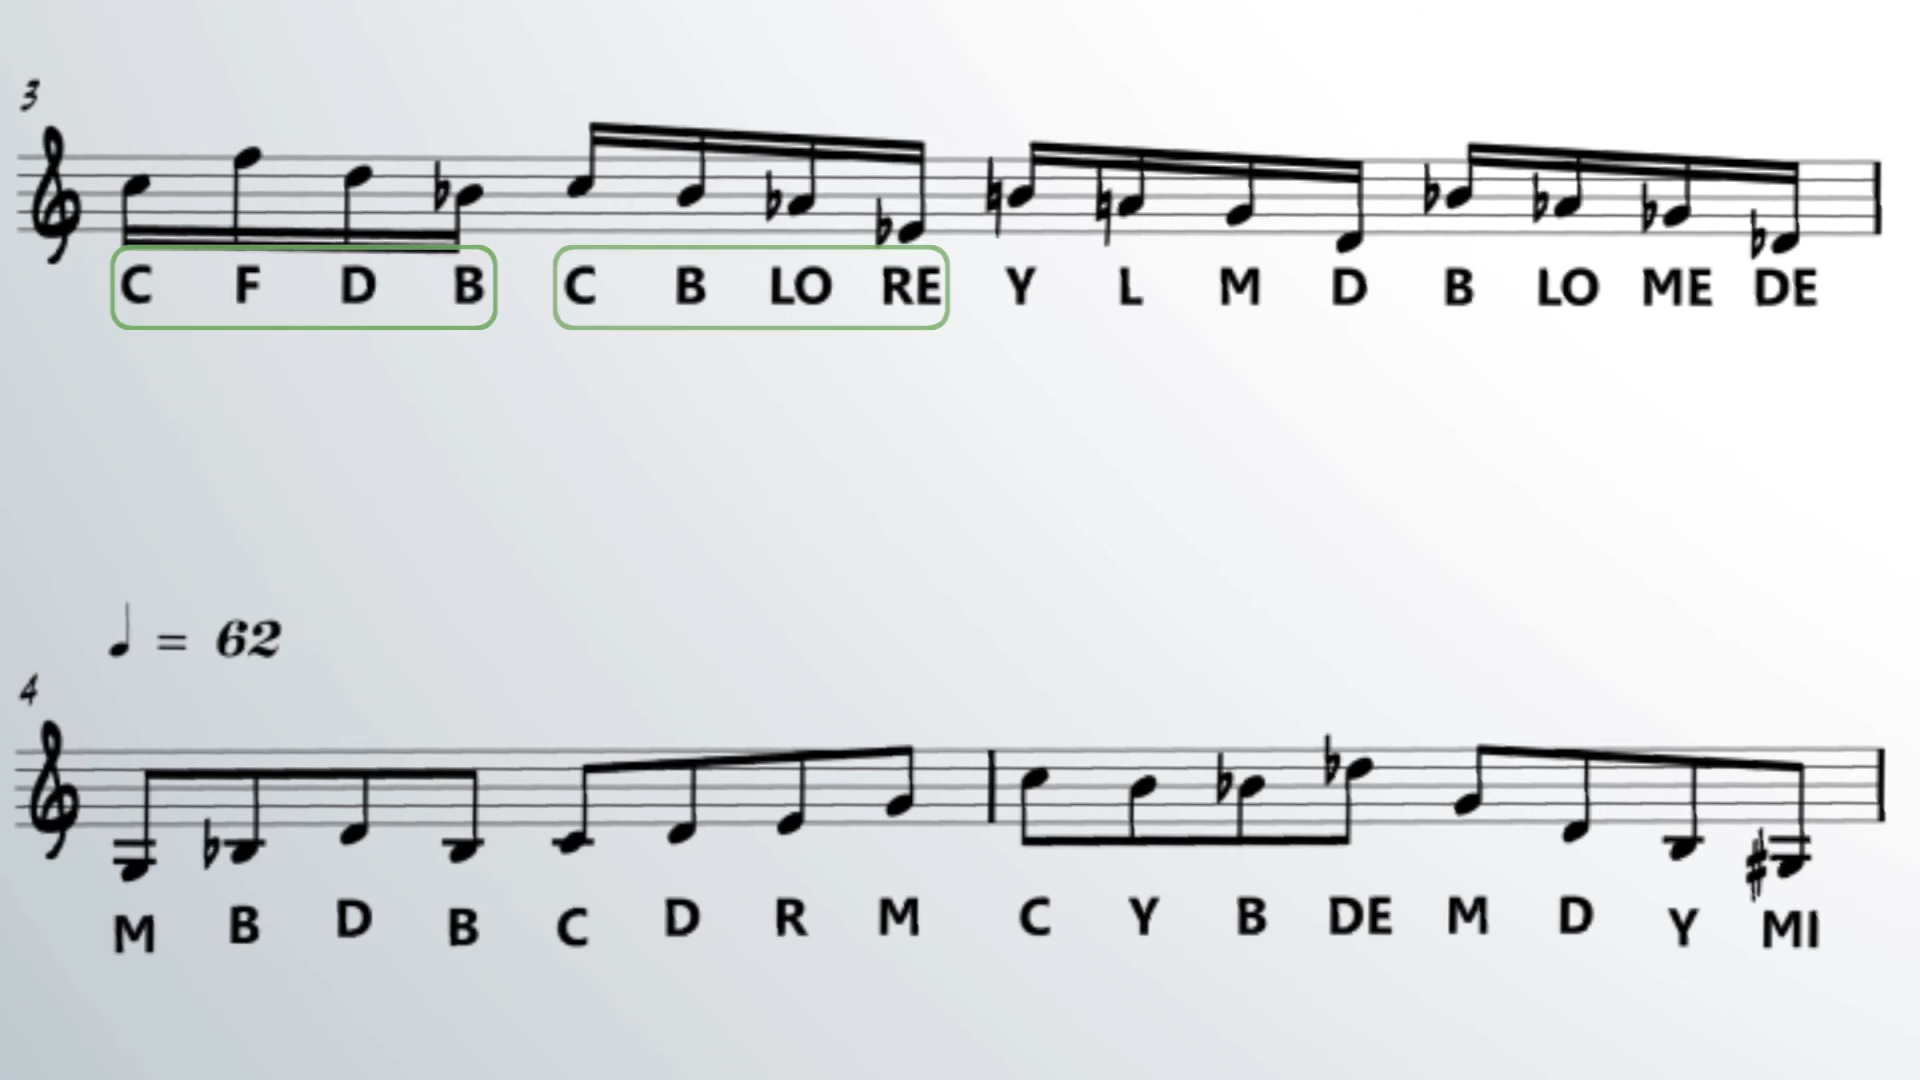 3
C F D B C B LO RE Y L M D B LO ME DE
= 62
4
M B D B C D R M C Y B DE M D Y MI